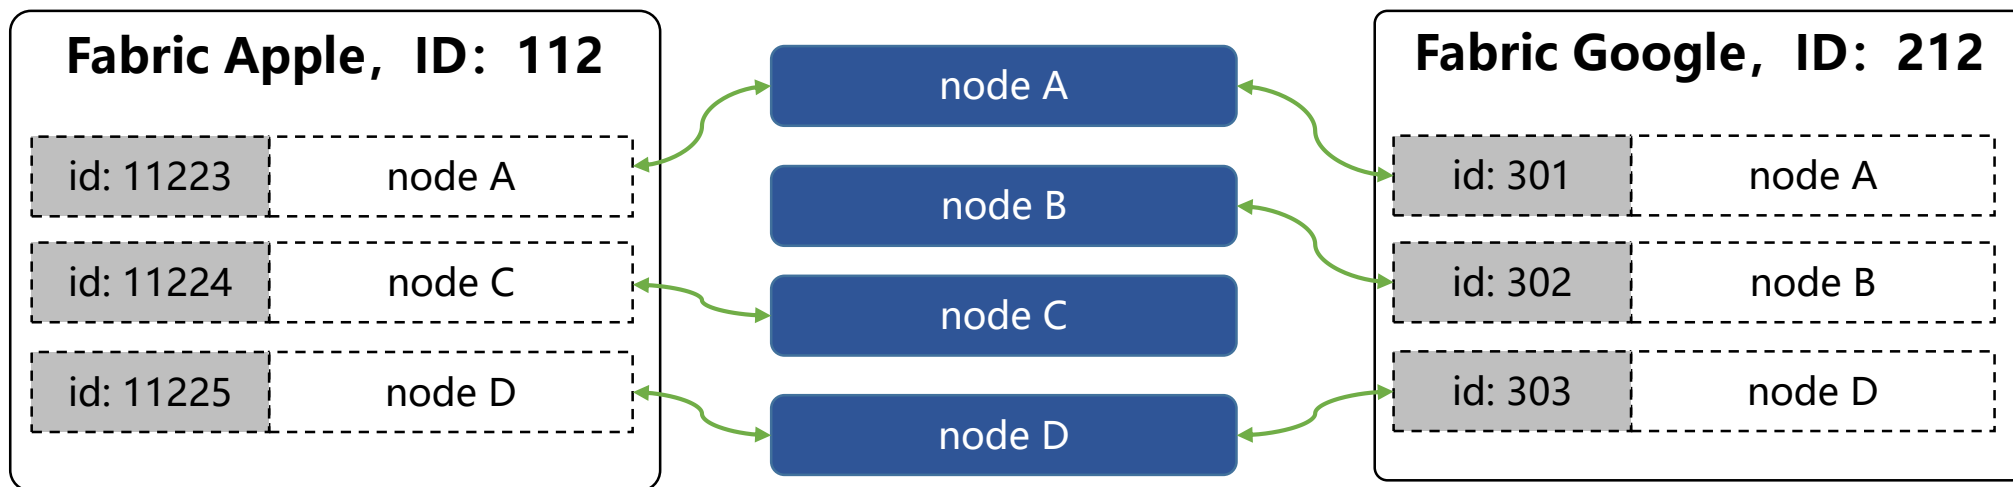 Fabric Apple，ID：112
id: 11223 node A
id: 11224 node C
id: 11225 node D
node A
node B
node C
node D
Fabric Google，ID：212
id: 301 node A
id: 302 node B
id: 303 node D